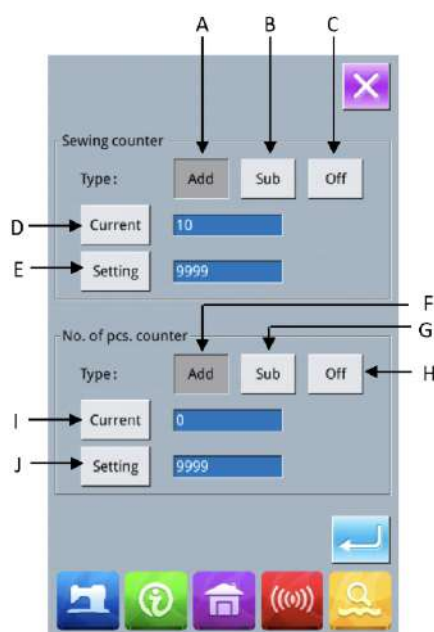 A B C
Sewing counter
Type: Add Sub Off
D Current 10
E Setting 9999
F
No. of pcs. counter G
Type: Add Sub Off H
I Current 0
J Setting 9999